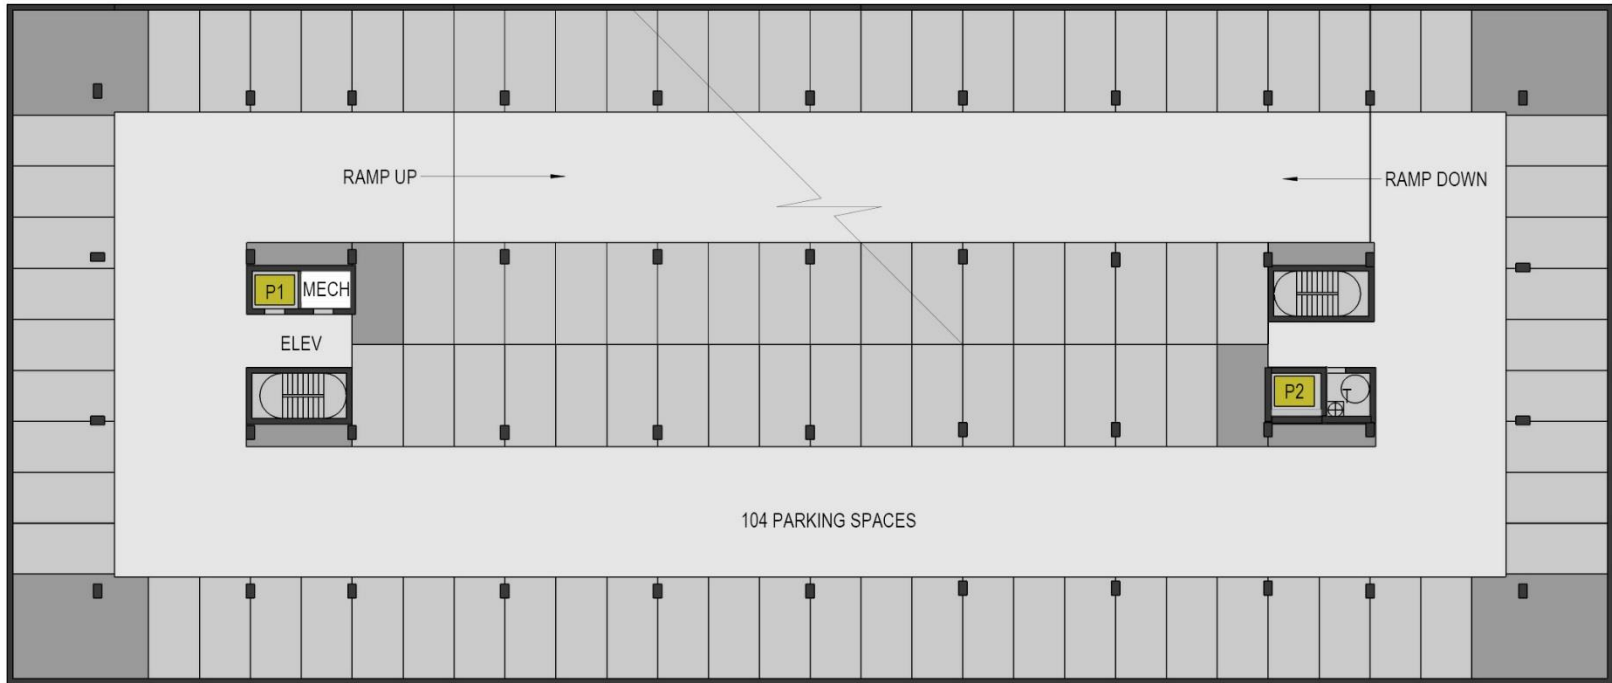 RAMP UP
RAMP DOWN
P1
MECH
ELEV
P2
T
104 PARKING SPACES